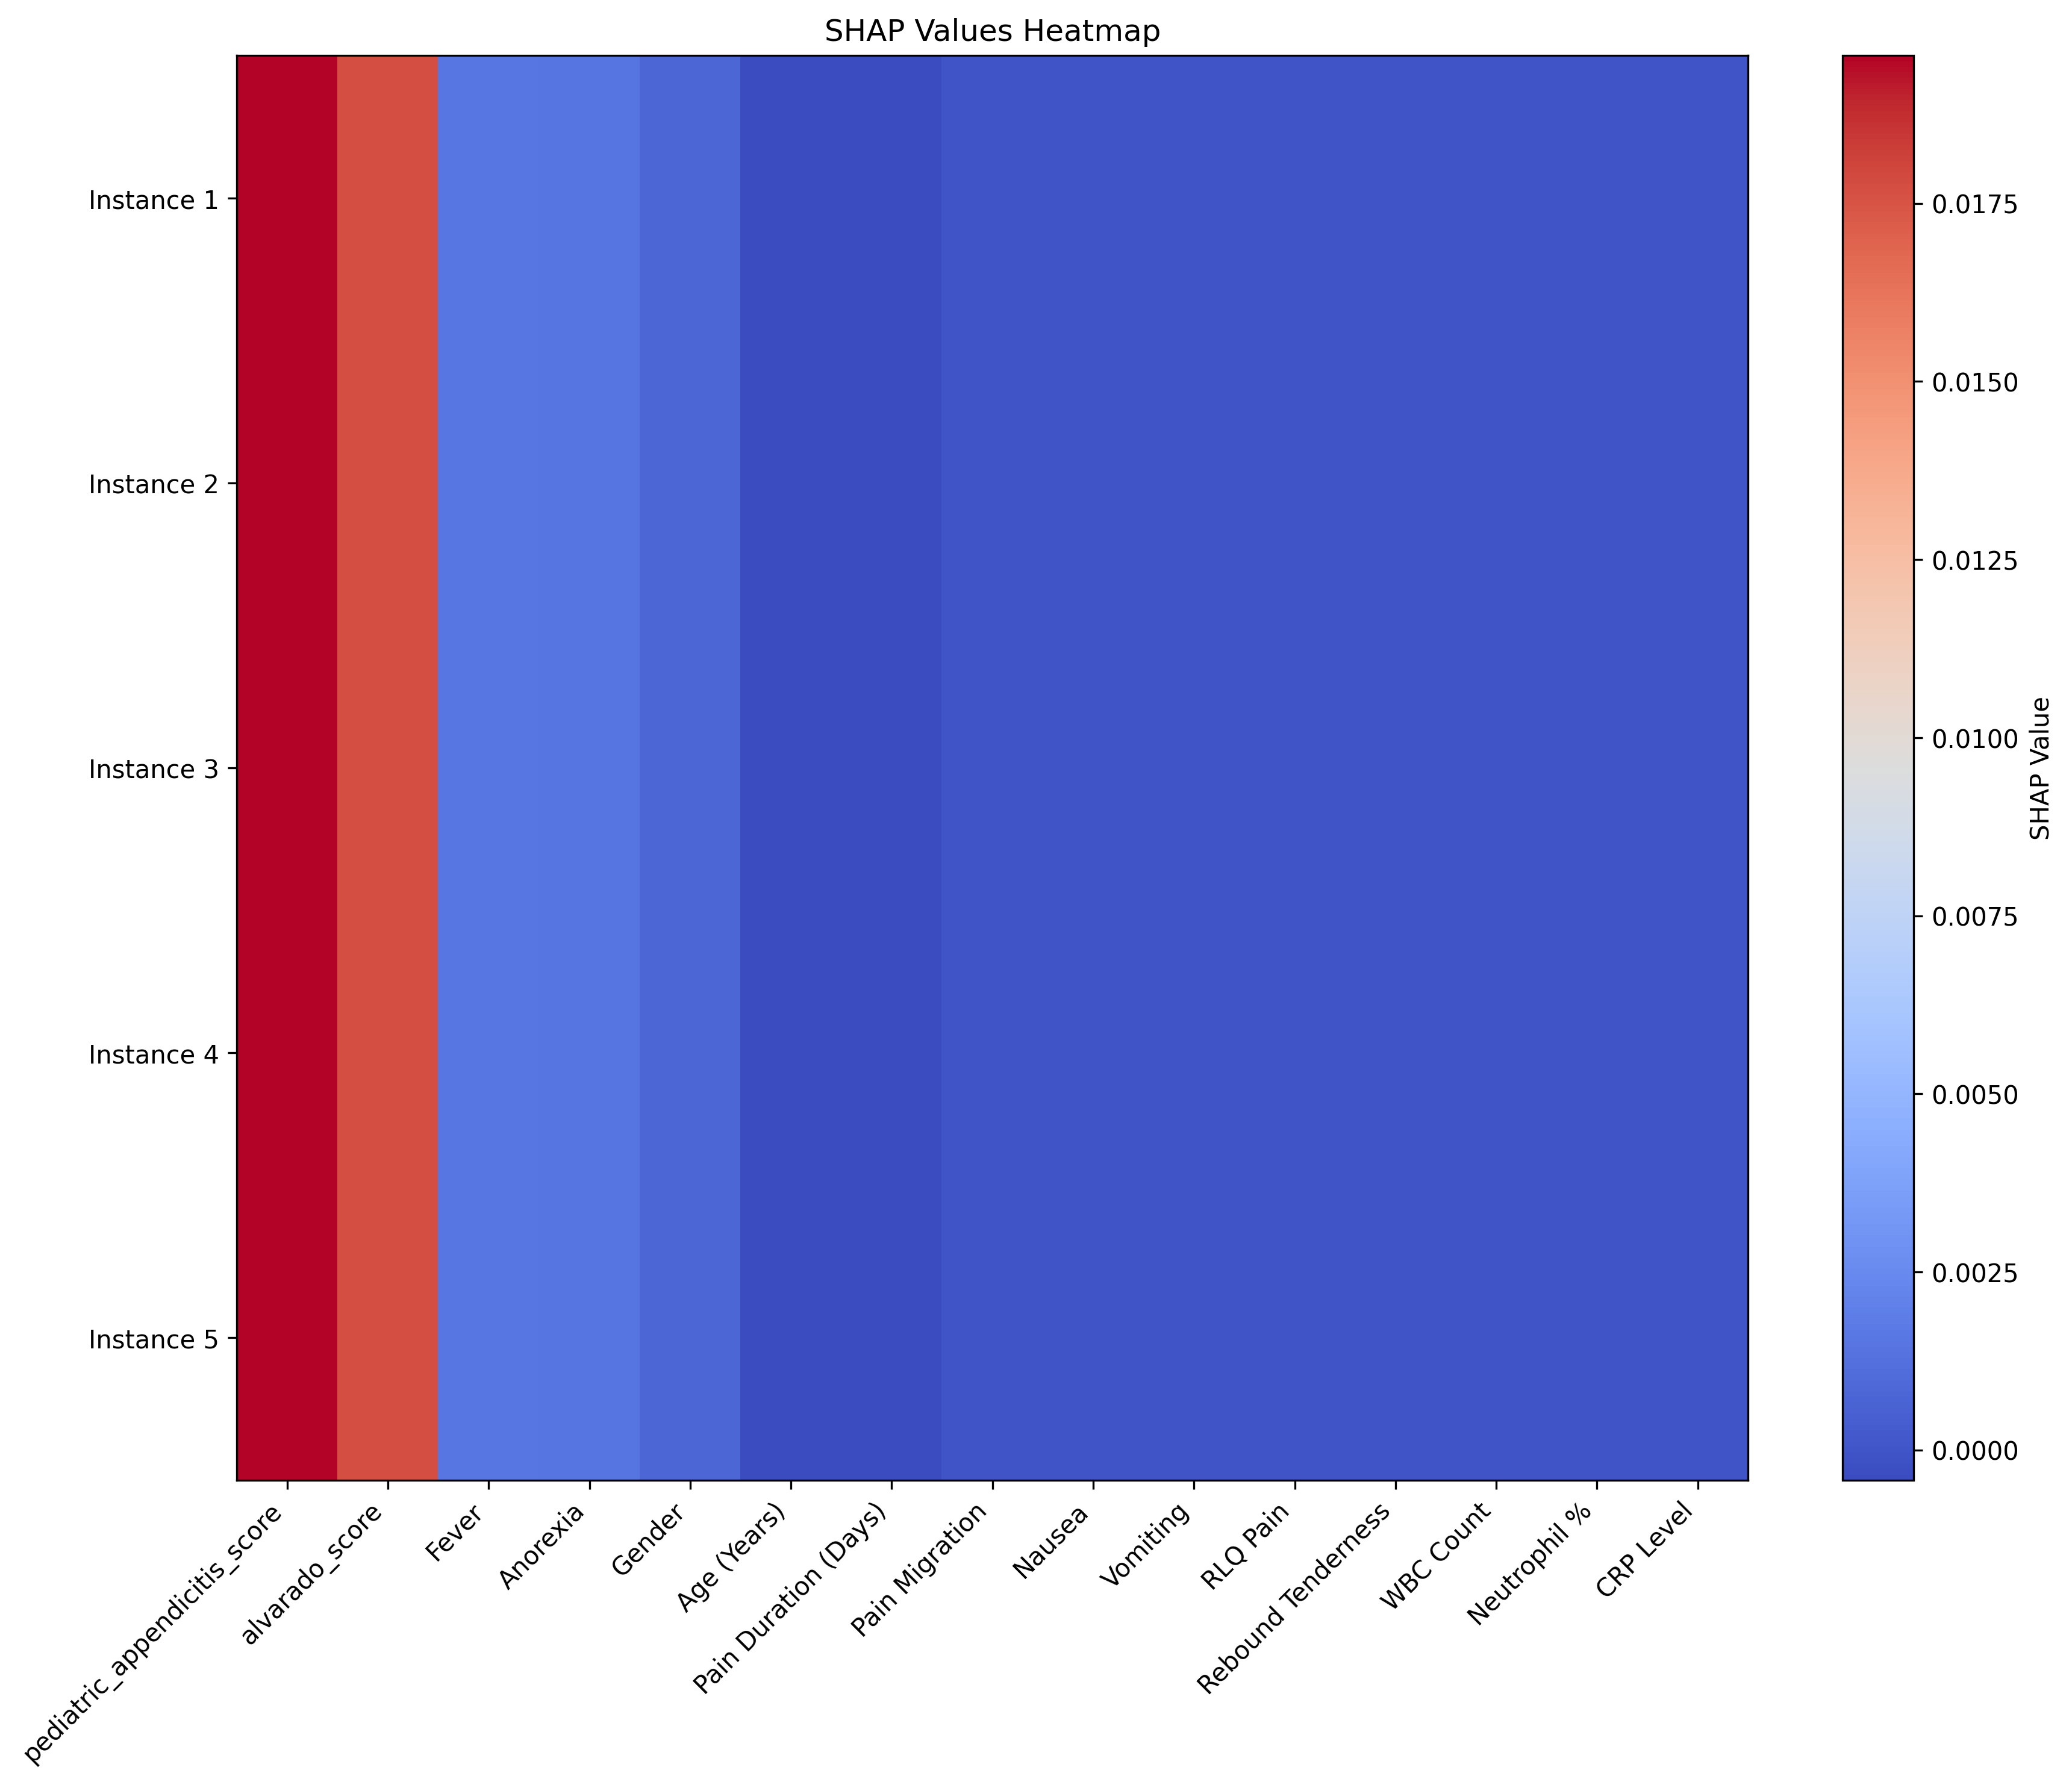 SHAP Values Heatmap
Instance 1
Instance 2
Instance 3
Instance 4
Instance 5
pediatric_appendicitis_score
alvarado_score
Fever
Anorexia
Gender
Age (Years)
Pain Duration (Days)
Pain Migration
Nausea
Vomiting
RLQ Pain
Rebound Tenderness
WBC Count
Neutrophil %
CRP Level
0.0175
0.0150
0.0125
0.0100
0.0075
0.0050
0.0025
0.0000
SHAP Value